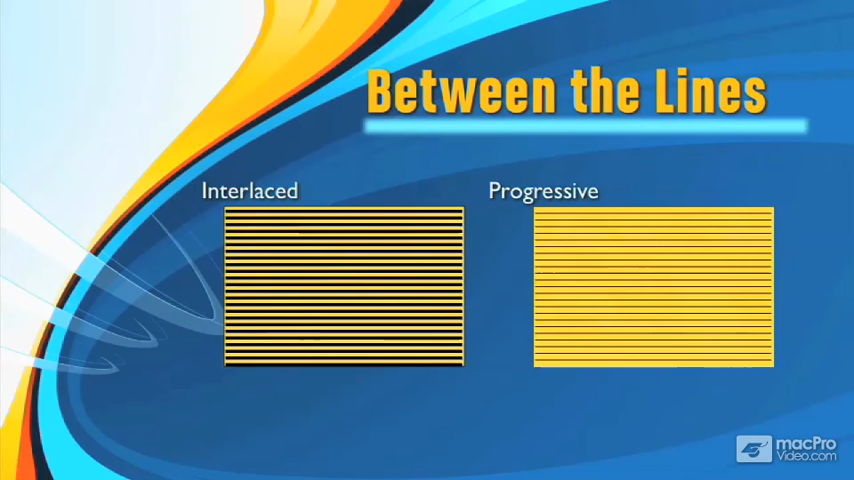 Between the Lines
Interlaced
Progressive
macPro
Video.com